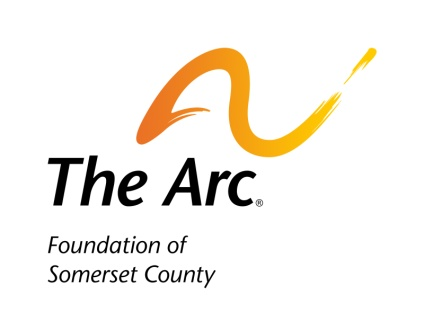 The Arc®
Foundation of
Somerset County